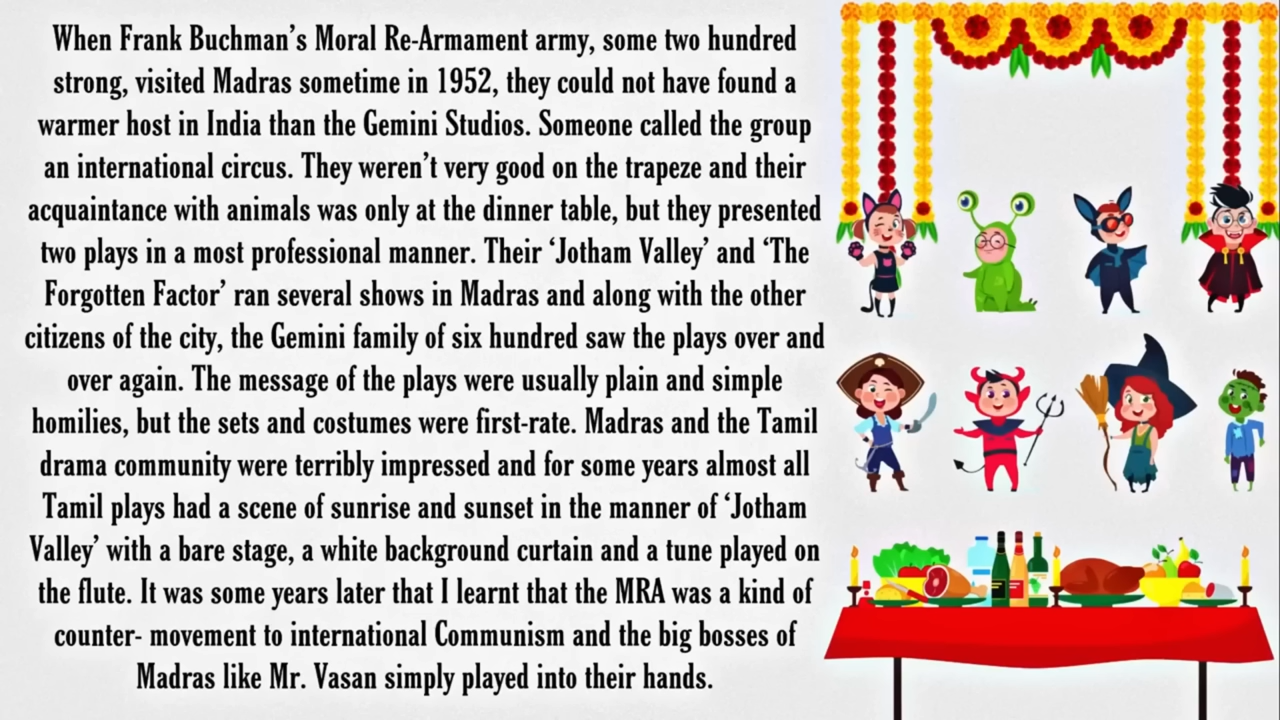 When Frank Buchman’s Moral Re-Armament army, some two hundred
strong, visited Madras sometime in 1952, they could not have found a
warmer host in India than the Gemini Studios. Someone called the group
an international circus. They weren’t very good on the trapeze and their
acquaintance with animals was only at the dinner table, but they presented
two plays in a most professional manner. Their ‘Jotham Valley’ and ‘The
Forgotten Factor’ ran several shows in Madras and along with the other
citizens of the city, the Gemini family of six hundred saw the plays over and
over again. The message of the plays were usually plain and simple
homilies, but the sets and costumes were first-rate. Madras and the Tamil
drama community were terribly impressed and for some years almost all
Tamil plays had a scene of sunrise and sunset in the manner of ‘Jotham
Valley’ with a bare stage, a white background curtain and a tune played on
the flute. It was some years later that I learnt that the MRA was a kind of
counter- movement to international Communism and the big bosses of
Madras like Mr. Vasan simply played into their hands.